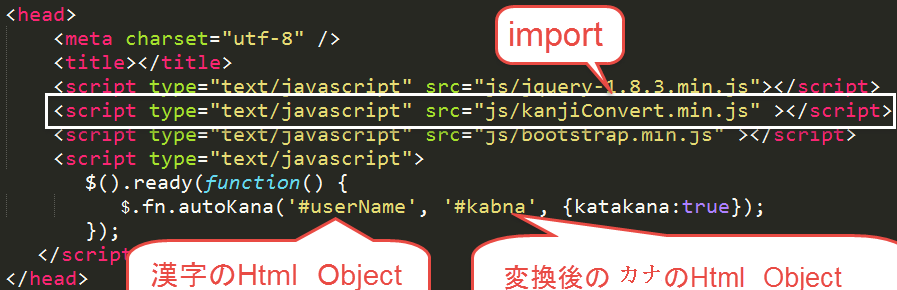 <head>
<meta charset="utf-8" />
<title></title>
import
<script type="text/javascript" src="js/jquery-1.8.3.min.js"></script>
<script type="text/javascript" src="js/kanjiConvert.min.js" ></script>
<script type="text/javascript" src="js/bootstrap.min.js" ></script>
<script type="text/javascript">
$().ready(function() {
$.fn.autoKana('#userName', '#kabna', {katakana:true});
});
</script
漢字のHtml Object
変換後の カナのHtml Object
</head>